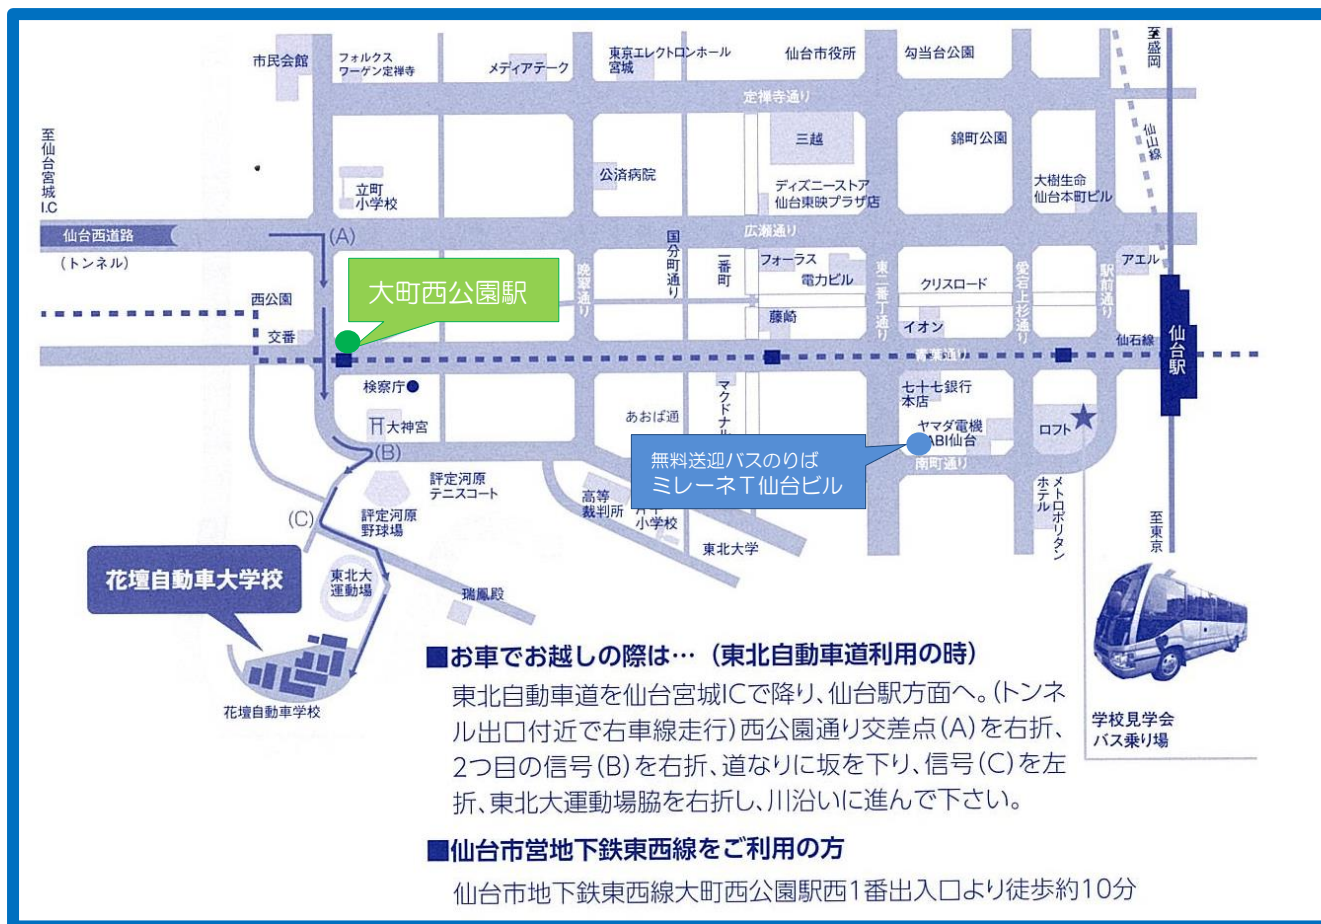 市民会館
フォルクス
ワーゲン定禅寺
メディアテーク
東京エレクトロンホール
宮城
仙台市役所
勾当台公園
至盛岡
定禅寺通り
三越
錦町公園
仙山線
至仙台宮城I.C
立町
小学校
公済病院
ディズニーストア
仙台東映プラザ店
大樹生命
仙台本町ビル
仙台西道路
(トンネル)
(A)
広瀬通り
大町西公園駅
晩翠通り
国分町通り
一番町
フォーラス
電力ビル
東二番丁通り
クリスロード
愛宕上杉通り
駅前通り
アエル
西公園
交番
藤崎
イオン
青葉通り
仙石線
仙台駅
検察庁
大神宮
(B)
あおば通
マクドナル
七十七銀行
本店
ヤマダ電機
ABI仙台
ロフト
南町通り
無料送迎バスのりば
ミレーネT仙台ビル
評定河原
テニスコート
評定河原
野球場
(C)
高等
裁判所
小学校
東北大学
メトロポリタン
ホテル
至東京
花壇自動車大学校
東北大
運動場
瑞鳳殿
花壇自動車学校
学校見学会
バス乗り場
■お車でお越しの際は…（東北自動車道利用の時）
東北自動車道を仙台宮城ICで降り、仙台駅方面へ。(トンネ
ル出口付近で右車線走行)西公園通り交差点(A)を右折、
2つ目の信号(B)を右折、道なりに坂を下り、信号(C)を左
折、東北大運動場脇を右折し、川沿いに進んで下さい。
■仙台市営地下鉄東西線をご利用の方
仙台市地下鉄東西線大町西公園駅西1番出入口より徒歩約10分